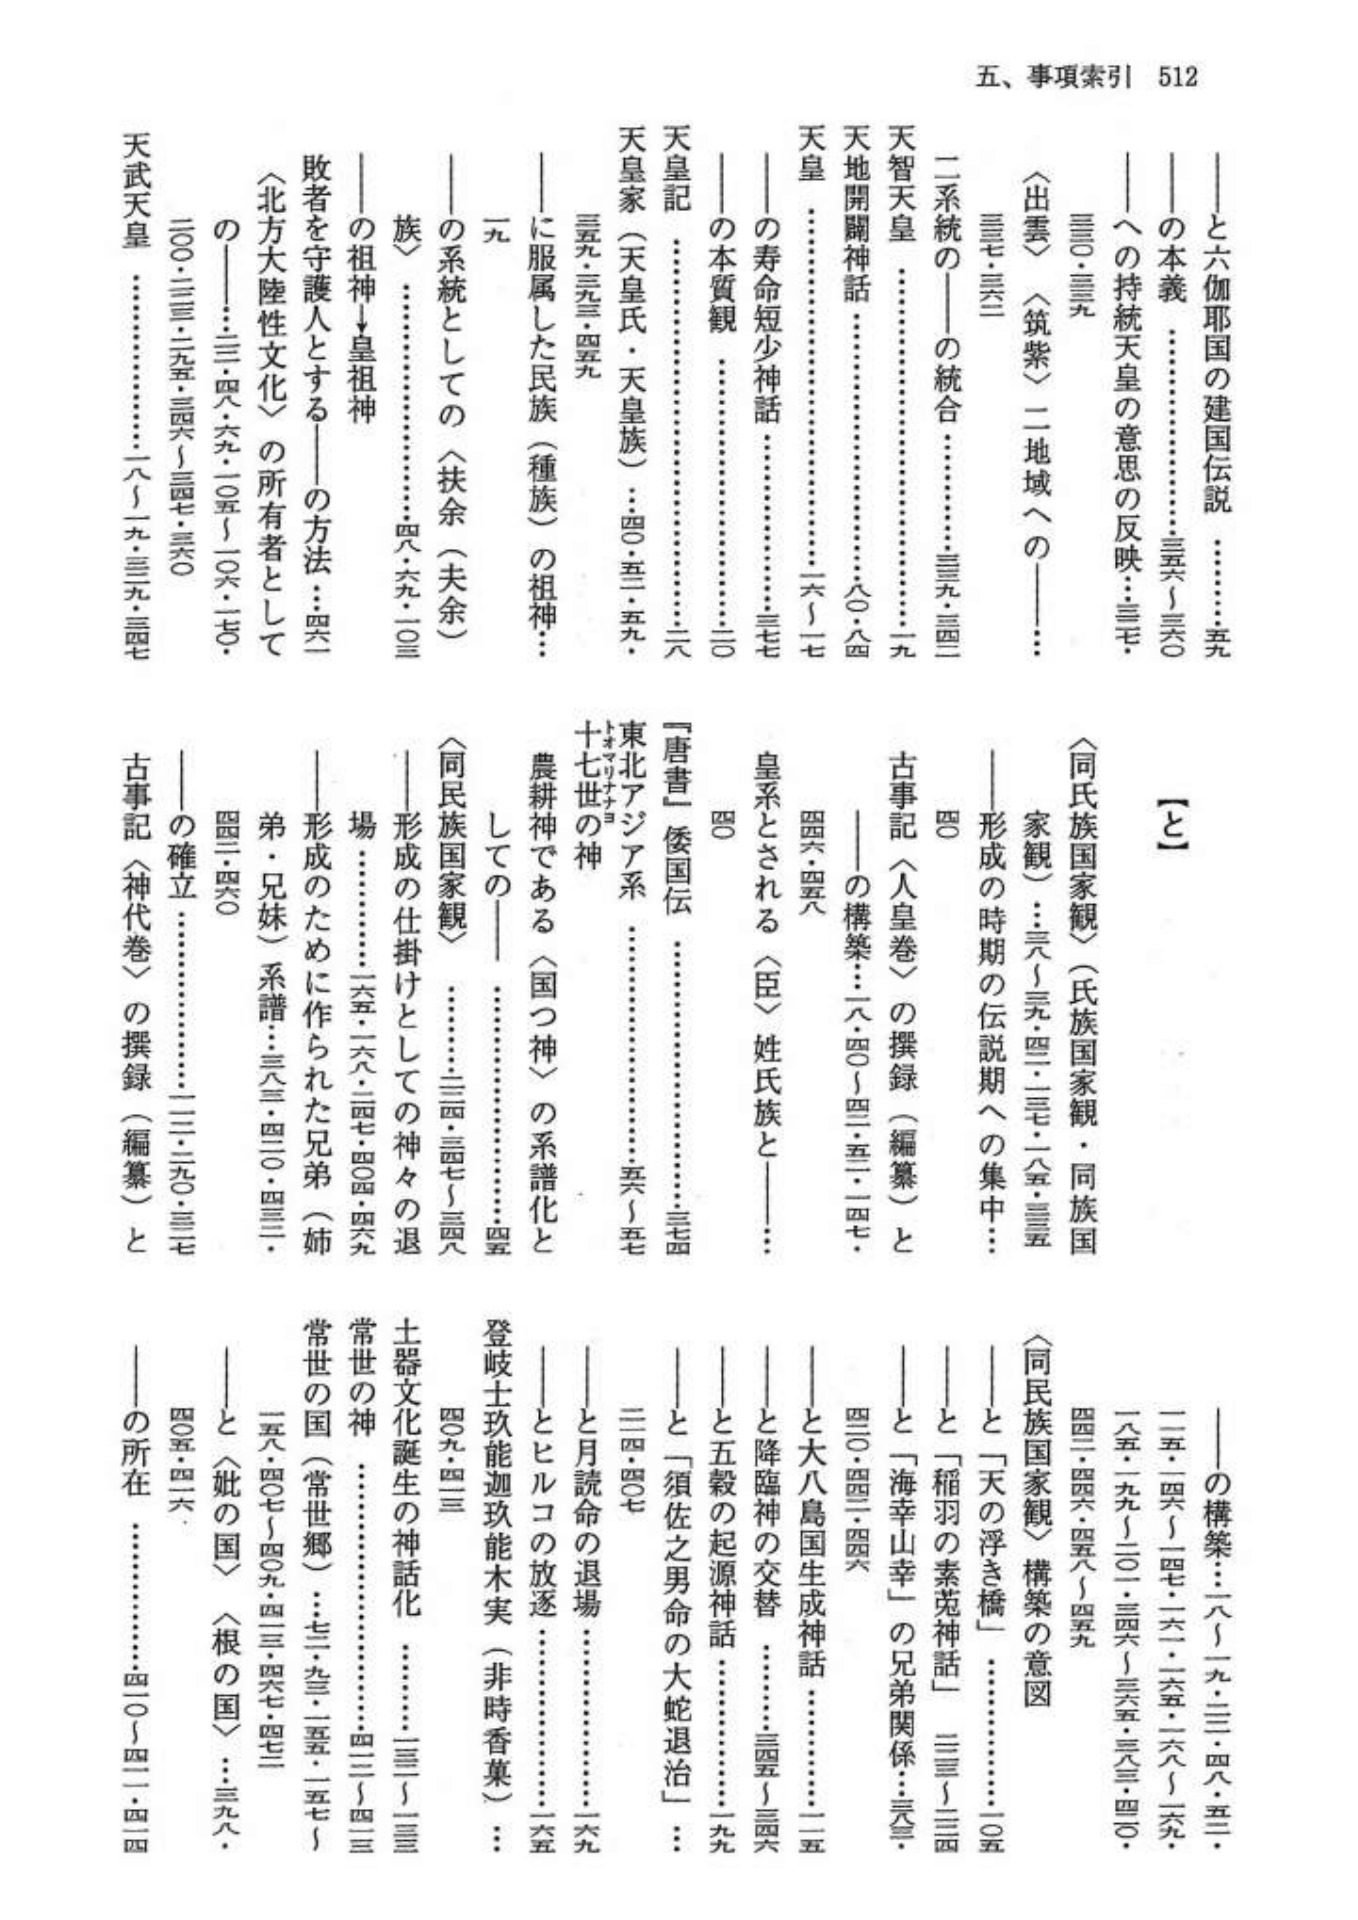 五、事項索引 512
――と六伽耶国の建国伝説 ………五九
――の本義 …………………三五六～三六〇
――への持統天皇の意思の反映…三二七・
三三〇・三三九
〈出雲〉〈筑紫〉二地域への――…
三三七・三六二
二系統の――の統合…………三三九・三四二
天智天皇 ……………………………一九
天地開闢神話………………………八〇・八四
天皇 …………………………………一六～一七
――の寿命短少神話………………三七七
――の本質観 ………………………二〇
天皇記 ………………………………二八
天皇家（天皇氏・天皇族）…四〇・五二・五九・
三五九・三九三・四五九
――に服属した民族（種族）の祖神…
一九
――の系統としての〈扶余（夫余）
族〉…………………四八・六九・一〇三
――の祖神→皇祖神
敗者を守護人とする――の方法…四六一
〈北方大陸性文化〉の所有者として
の――…二二・四八・六九・一〇五～一〇六・一七〇・
二〇〇・二二三・二九五・三四六～三四七・三六〇
天武天皇 ………………一八～一九・三二九・三四七
【と】
〈同氏族国家観〉（氏族国家観・同族国
家観）…三八～三九・四二・一三七・一八五・三三五
――形成の時期の伝説期への集中…
四〇
古事記〈人皇巻〉の撰録（編纂）と
――の構築…一八・四〇～四二・五二・一四七・
四四六・四五八
皇系とされる〈臣〉姓氏族と――…
四〇
『唐書』倭国伝 ……………………三七四
東北アジア系 ……………………五六～五七
十七世の神トオマリナナヨ
農耕神である〈国つ神〉の系譜化と
しての―― ……………………四五
〈同民族国家観〉 ………二二四・三四七～三四八
――形成の仕掛けとしての神々の退
場…………一六五・一六八・二四七・四〇四・四六九
――形成のために作られた兄弟（姉
弟・兄妹）系譜…三八三・四二〇・四三二・
四四二・四六〇
――の確立………………一一二・二九〇・三二七
古事記〈神代巻〉の撰録（編纂）と
――の構築…一八～一九・二二・四八・五二・
一一五・一四六～一四七・一六一・一六五・一六八～一六九・
一八五・一九九～二〇一・三四六～三六五・三八三・四二〇・
四四二・四四六・四五八～四五九
〈同民族国家観〉構築の意図
――と「天の浮き橋」……………一〇五
――と「稲羽の素菟神話」 二二三～二二四
――と「海幸山幸」の兄弟関係…三八三・
四二〇・四四二・四四六
――と大八島国生成神話…………一一五
――と降臨神の交替 ………三四五～三四六
――と五穀の起源神話……………一九九
――と「須佐之男命の大蛇退治」…
二一四・四〇七
――と月読命の退場………………一六九
――とヒルコの放逐………………一六五
登岐士玖能迦玖能木実（非時香菓）…
四〇九・四一三
土器文化誕生の神話化 ………一三二～一三三
常世の神 ……………………四一二～四一三
常世の国（常世郷）…七二・九三・一五五・一五七～
一五八・四〇七～四〇九・四一三・四六七・四七二
――と〈妣の国〉〈根の国〉…三九八・
四〇五・四一六
――の所在 ……………四一〇～四一一・四一四